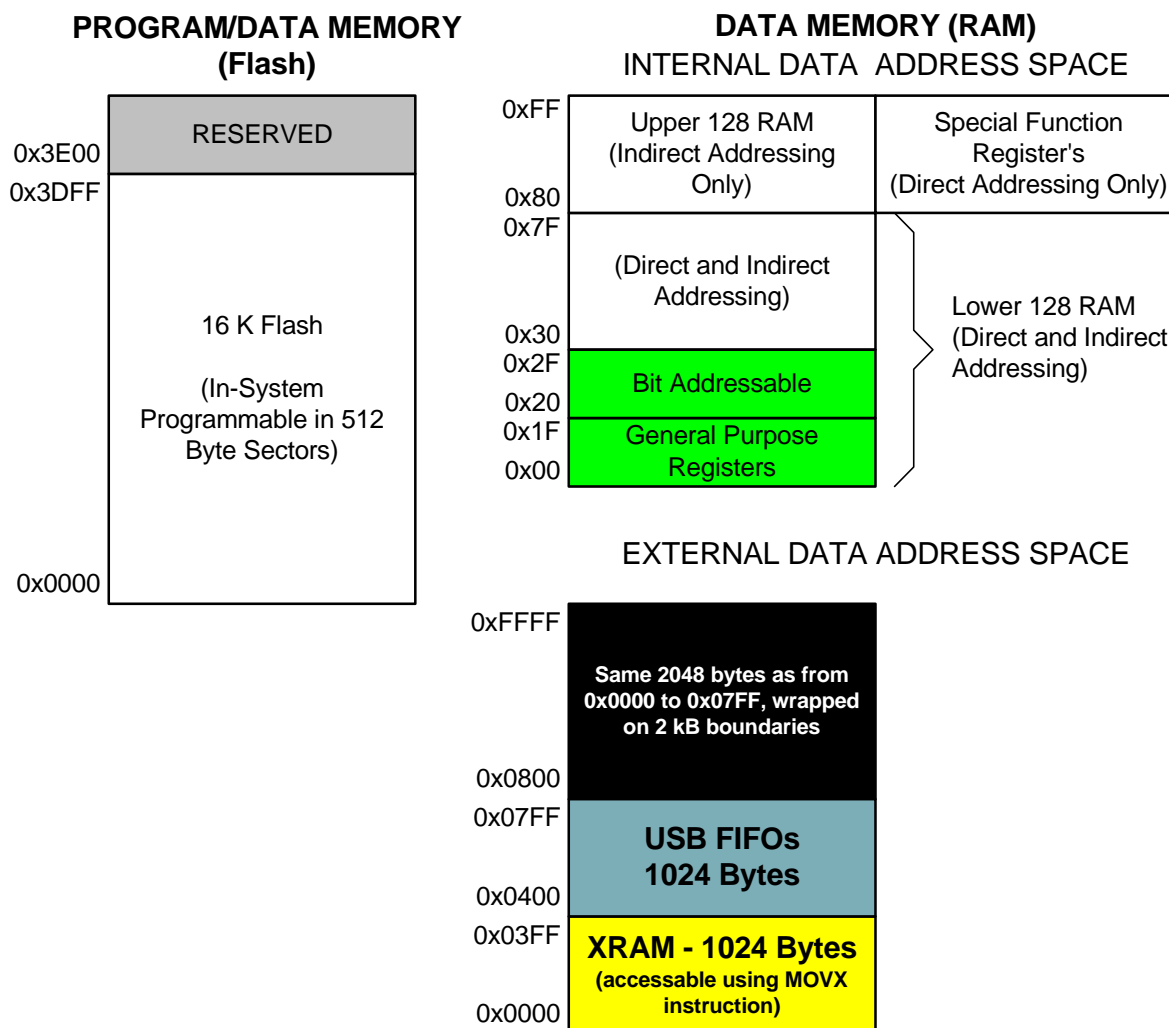 PROGRAM/DATA MEMORY
(Flash)
RESERVED
0x3E00
0x3DFF
16 K Flash
(In-System
Programmable in 512
Byte Sectors)
0x0000
DATA MEMORY (RAM)
INTERNAL DATA ADDRESS SPACE
0xFF
Upper 128 RAM
(Indirect Addressing
Only)
Special Function
Register's
(Direct Addressing Only)
0x80
0x7F
(Direct and Indirect
Addressing)
0x30
Lower 128 RAM
(Direct and Indirect
Addressing)
0x2F
Bit Addressable
0x20
0x1F
General Purpose
Registers
0x00
EXTERNAL DATA ADDRESS SPACE
0xFFFF
Same 2048 bytes as from
0x0000 to 0x07FF, wrapped
on 2 kB boundaries
0x0800
0x07FF
USB FIFOs
1024 Bytes
0x0400
0x03FF
XRAM - 1024 Bytes
(accessable using MOVX
instruction)
0x0000